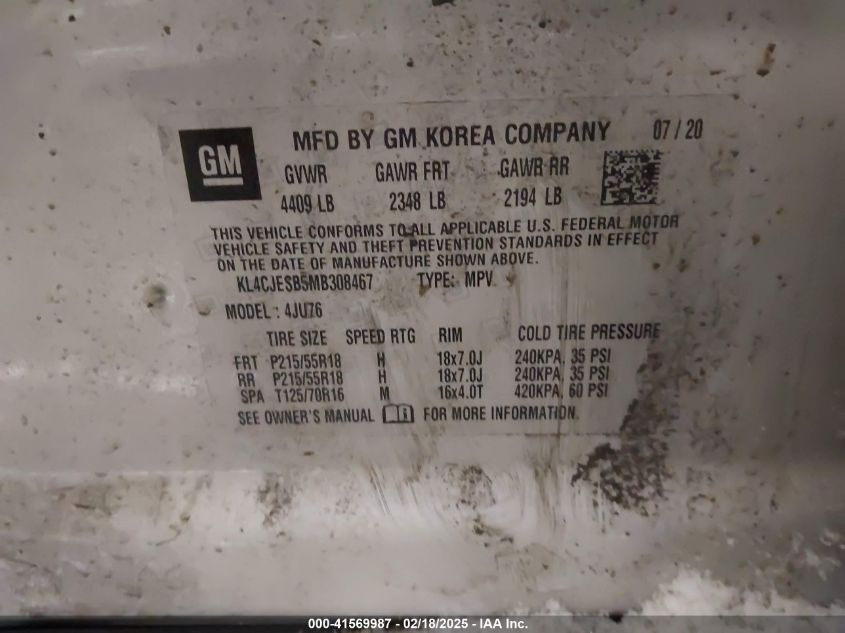 GM
MFD BY GM KOREA COMPANY 07/20
GVWR GAWR FRT GAWR RR
4409 LB 2348 LB 2194 LB
THIS VEHICLE CONFORMS TO ALL APPLICABLE U.S. FEDERAL MOTOR
VEHICLE SAFETY AND THEFT PREVENTION STANDARDS IN EFFECT
ON THE DATE OF MANUFACTURE SHOWN ABOVE.
KL4CJESB5MB308467 TYPE: MPV
MODEL: 4JU76
TIRE SIZE SPEED RTG RIM COLD TIRE PRESSURE
FRT P215/55R18 H 18x7.0J 240KPA, 35 PSI
RR P215/55R18 H 18x7.0J 240KPA, 35 PSI
SPA T125/70R16 M 16x4.0T 420KPA, 60 PSI
SEE OWNER'S MANUAL FOR MORE INFORMATION.
000-41569987 - 02/18/2025 - IAA Inc.